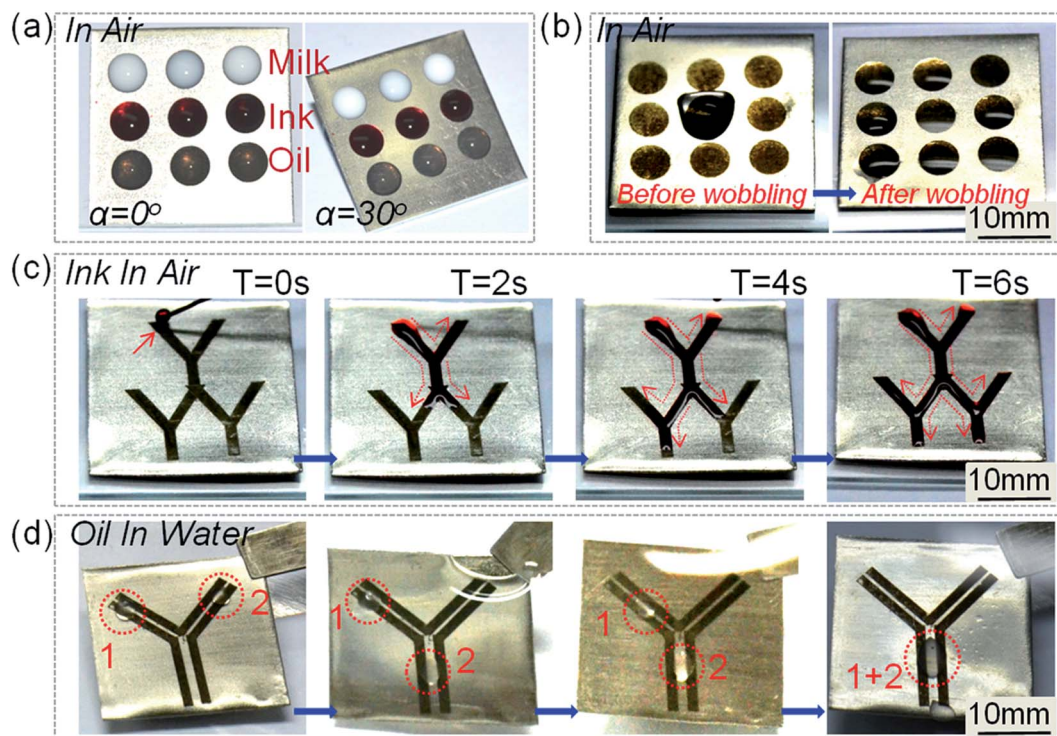 (a) In Air
Milk
Ink
Oil
α=0° α=30°
(b) In Air
Before wobbling After wobbling
10mm
(c) Ink In Air T=0s T=2s T=4s T=6s
10mm
(d) Oil In Water
1 2
1 2
1 2
1+2
10mm